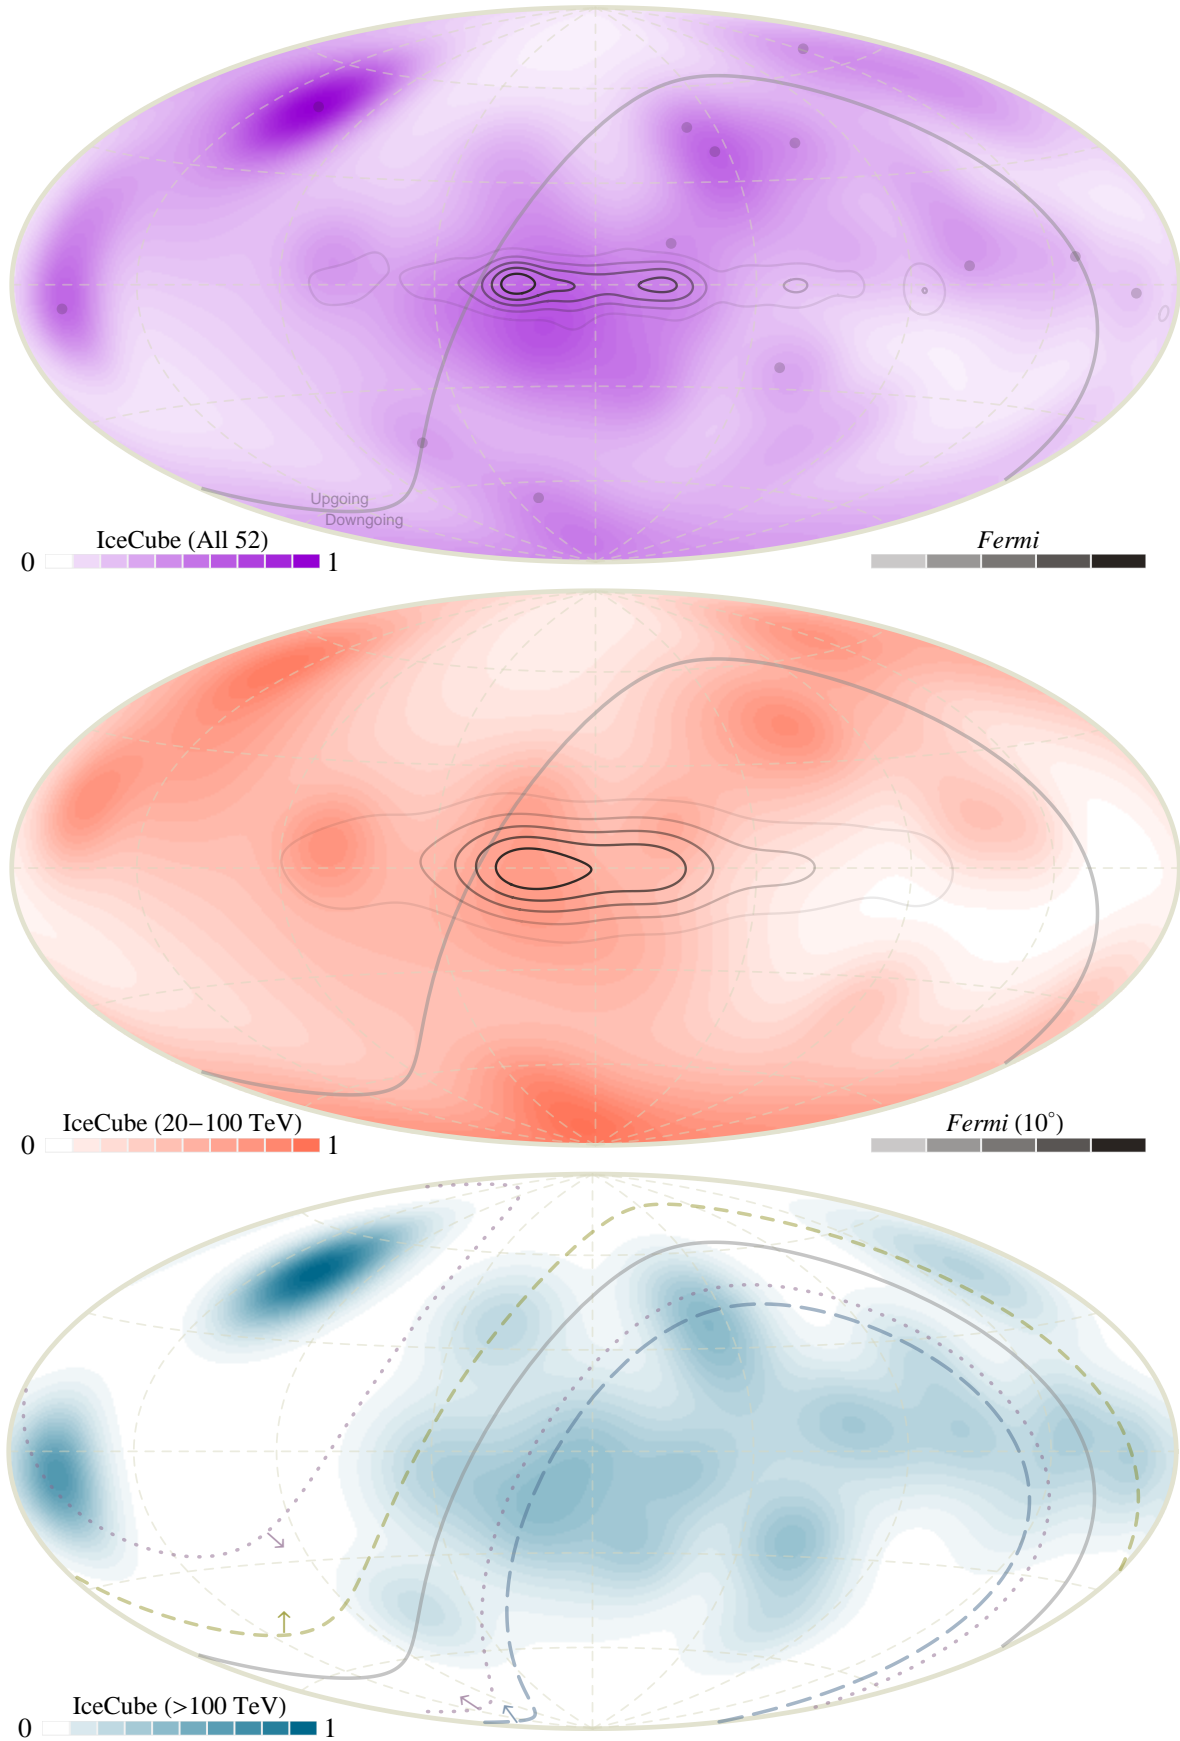 Upgoing
Downgoing
IceCube (All 52)
0 1
Fermi
IceCube (20−100 TeV)
0 1
Fermi (10°)
IceCube (>100 TeV)
0 1